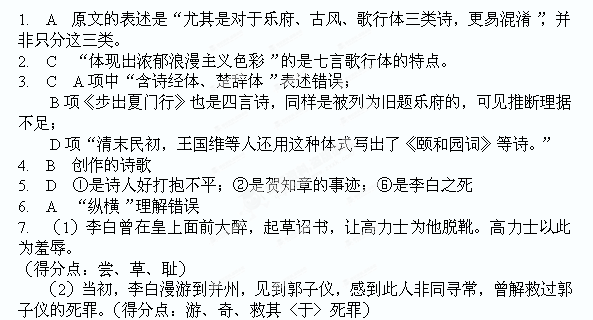 1.  A  原文的表述是“尤其是对于乐府、古风、歌行体三类诗，更易混淆”，并
非只分这三类。
2.  C  “体现出浓郁浪漫主义色彩”的是七言歌行体的特点。
3.  C  A项中“含诗经体、楚辞体”表述错误；
B项《步出夏门行》也是四言诗，同样是被列为旧题乐府的，可见推断理据
不足；
D项“清末民初，王国维等人还用这种体式写出了《颐和园词》等诗。”
4.  B  创作的诗歌
5.  D  ①是诗人好打抱不平；②是贺知章的事迹；⑥是李白之死
6.  A  “纵横”理解错误
7.  （1）李白曾在皇上面前大醉，起草诏书，让高力士为他脱靴。高力士以此
为羞辱。
（得分点：尝、草、耻）
（2）当初，李白漫游到并州，见到郭子仪，感到此人非同寻常，曾解救过郭
子仪的死罪。（得分点：游、奇、救其〈于〉死罪）